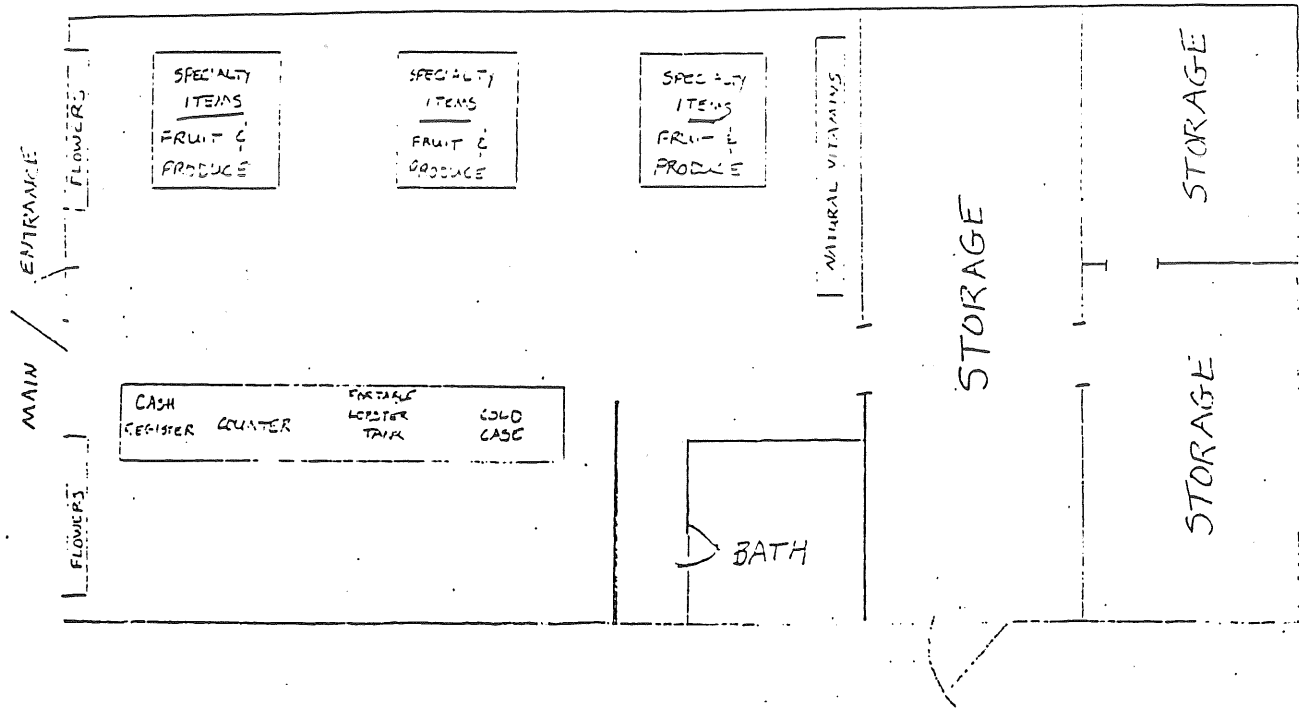 MAIN ENTRANCE
FLOWERS
SPECIALTY
ITEMS
FRUIT &
PRODUCE
SPECIALTY
ITEMS
FRUIT &
PRODUCE
SPECIALTY
ITEMS
FRUIT &
PRODUCE
NATURAL VITAMINS
STORAGE
STORAGE
STORAGE
CASH
REGISTER
COUNTER
PORTABLE
LOBSTER
TANK
COLD
CASE
FLOWERS
BATH